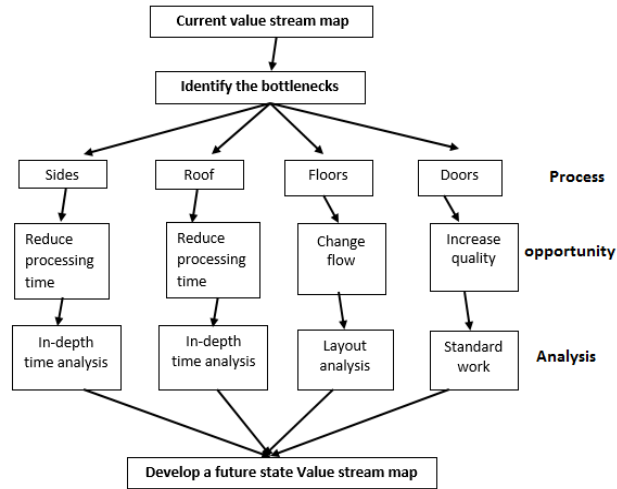 Current value stream map
Identify the bottlenecks
Sides
Roof
Floors
Doors
Process
Reduce
processing
time
Reduce
processing
time
Change
flow
Increase
quality
opportunity
In-depth
time analysis
In-depth
time analysis
Layout
analysis
Standard
work
Analysis
Develop a future state Value stream map